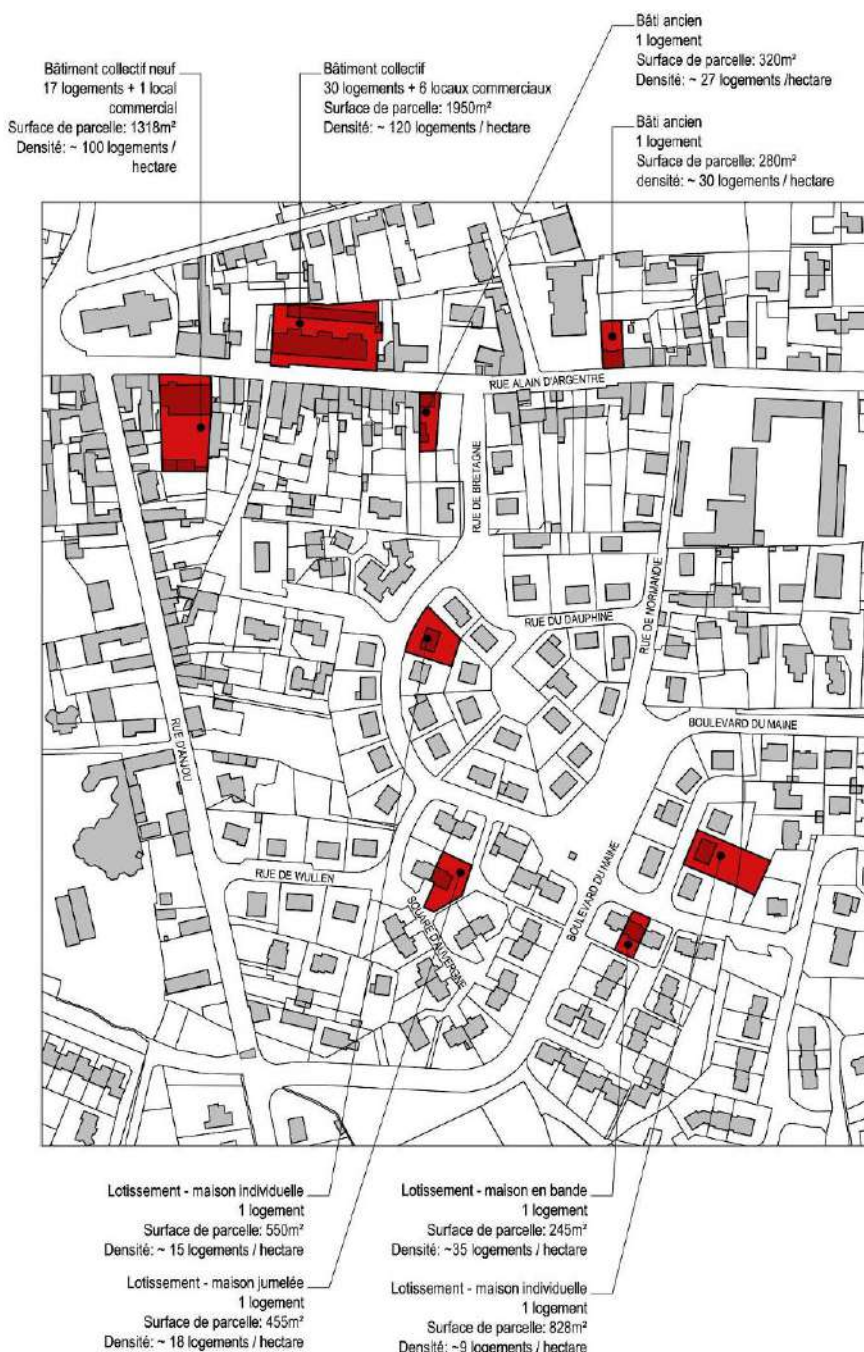 Bâti ancien
1 logement
Surface de parcelle: 320m²
Densité: ~ 27 logements /hectare
Bâtiment collectif neuf
17 logements + 1 local
commercial
Surface de parcelle: 1318m²
Densité: ~ 100 logements /
hectare
Bâtiment collectif
30 logements + 6 locaux commerciaux
Surface de parcelle: 1950m²
Densité: ~ 120 logements / hectare
Bâti ancien
1 logement
Surface de parcelle: 280m²
densité: ~ 30 logements / hectare
RUE ALAIN D'ARGENTRE
RUE DE BRETAGNE
RUE DE NORMANDIE
RUE DU DAUPHINE
RUE D'ANJOU
BOULEVARD DU MAINE
RUE DE WULLEN
SQUARE D'AUVERGNE
BOULEVARD DU MAINE
Lotissement - maison individuelle
1 logement
Surface de parcelle: 550m²
Densité: ~ 15 logements / hectare
Lotissement - maison en bande
1 logement
Surface de parcelle: 245m²
Densité: ~35 logements / hectare
Lotissement - maison jumelée
1 logement
Surface de parcelle: 455m²
Densité: ~ 18 logements / hectare
Lotissement - maison individuelle
1 logement
Surface de parcelle: 828m²
Densité: ~9 logements / hectare